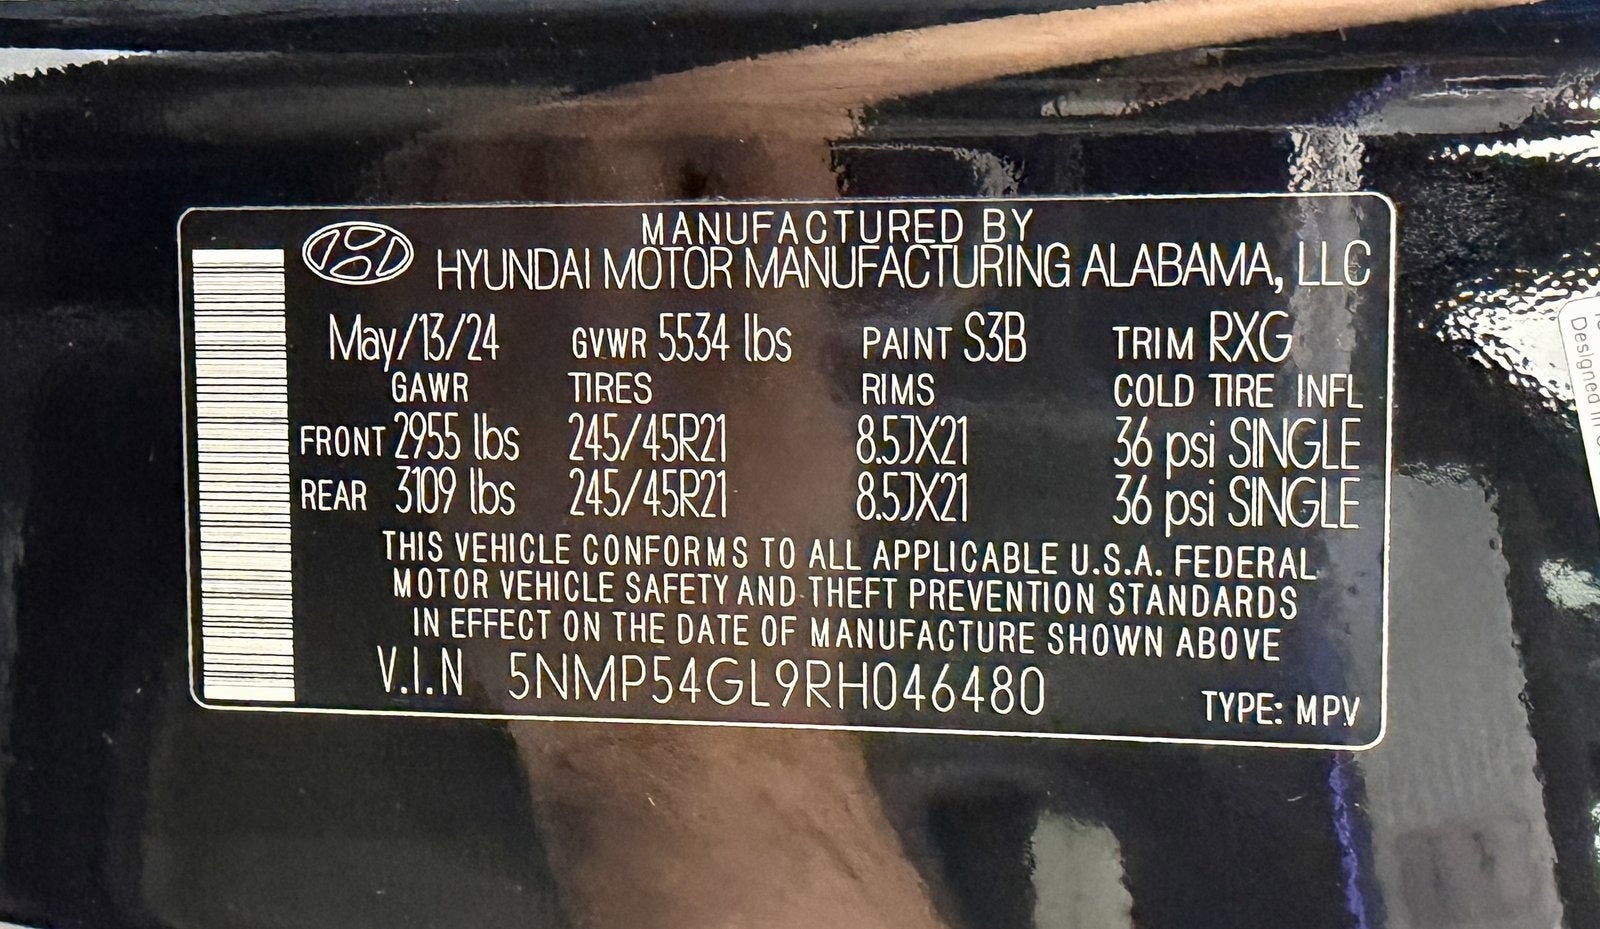 MANUFACTURED BY
HYUNDAI MOTOR MANUFACTURING ALABAMA, LLC
May/13/24 GVWR 5534 lbs PAINT S3B TRIM RXG
GAWR TIRES RIMS COLD TIRE INFL
FRONT 2955 lbs 245/45R21 8.5JX21 36 psi SINGLE
REAR 3109 lbs 245/45R21 8.5JX21 36 psi SINGLE
THIS VEHICLE CONFORMS TO ALL APPLICABLE U.S.A. FEDERAL
MOTOR VEHICLE SAFETY AND THEFT PREVENTION STANDARDS
IN EFFECT ON THE DATE OF MANUFACTURE SHOWN ABOVE
V.I.N 5NMP54GL9RH046480 TYPE: MPV
Designed in